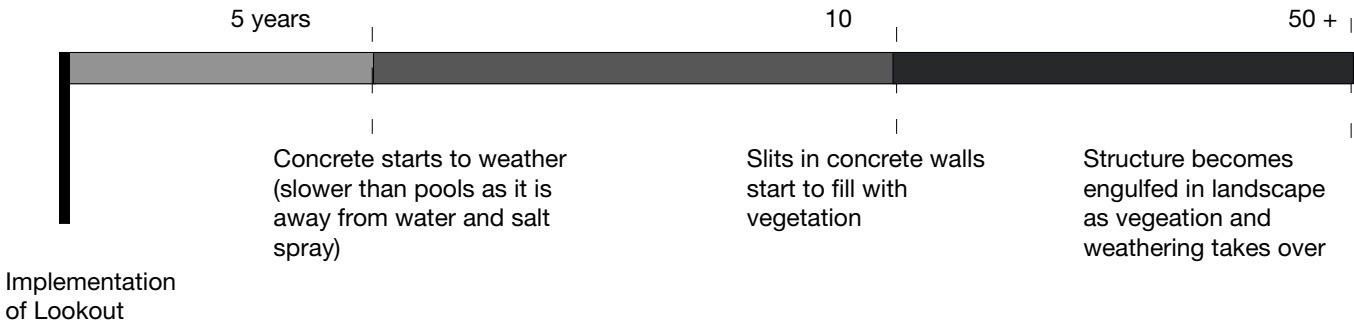 5 years
10
50 +
Concrete starts to weather
(slower than pools as it is
away from water and salt
spray)
Slits in concrete walls
start to fill with
vegetation
Structure becomes
engulfed in landscape
as vegeation and
weathering takes over
Implementation
of Lookout